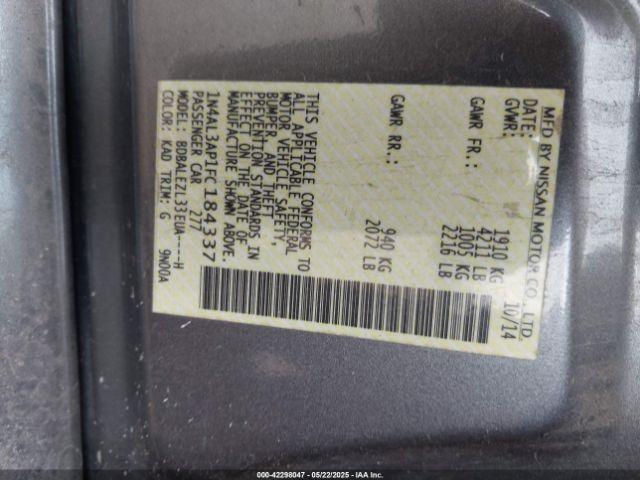 MFD BY NISSAN MOTOR CO., LTD.
DATE: 10/14
GVWR: 1910 KG
4211 LB
GAWR FR.: 1005 KG
2216 LB
GAWR RR.: 940 KG
2072 LB
THIS VEHICLE CONFORMS TO
ALL APPLICABLE FEDERAL
MOTOR VEHICLE SAFETY,
BUMPER, AND THEFT
PREVENTION STANDARDS IN
EFFECT ON THE DATE OF
MANUFACTURE SHOWN ABOVE.
1N4AL3AP1FC184337
PASSENGER CAR 277
MODEL: BDBALEZL33EUA----H
COLOR: KAD TRIM: G 9N00A
000-42298047 - 05/22/2025 - IAA Inc.